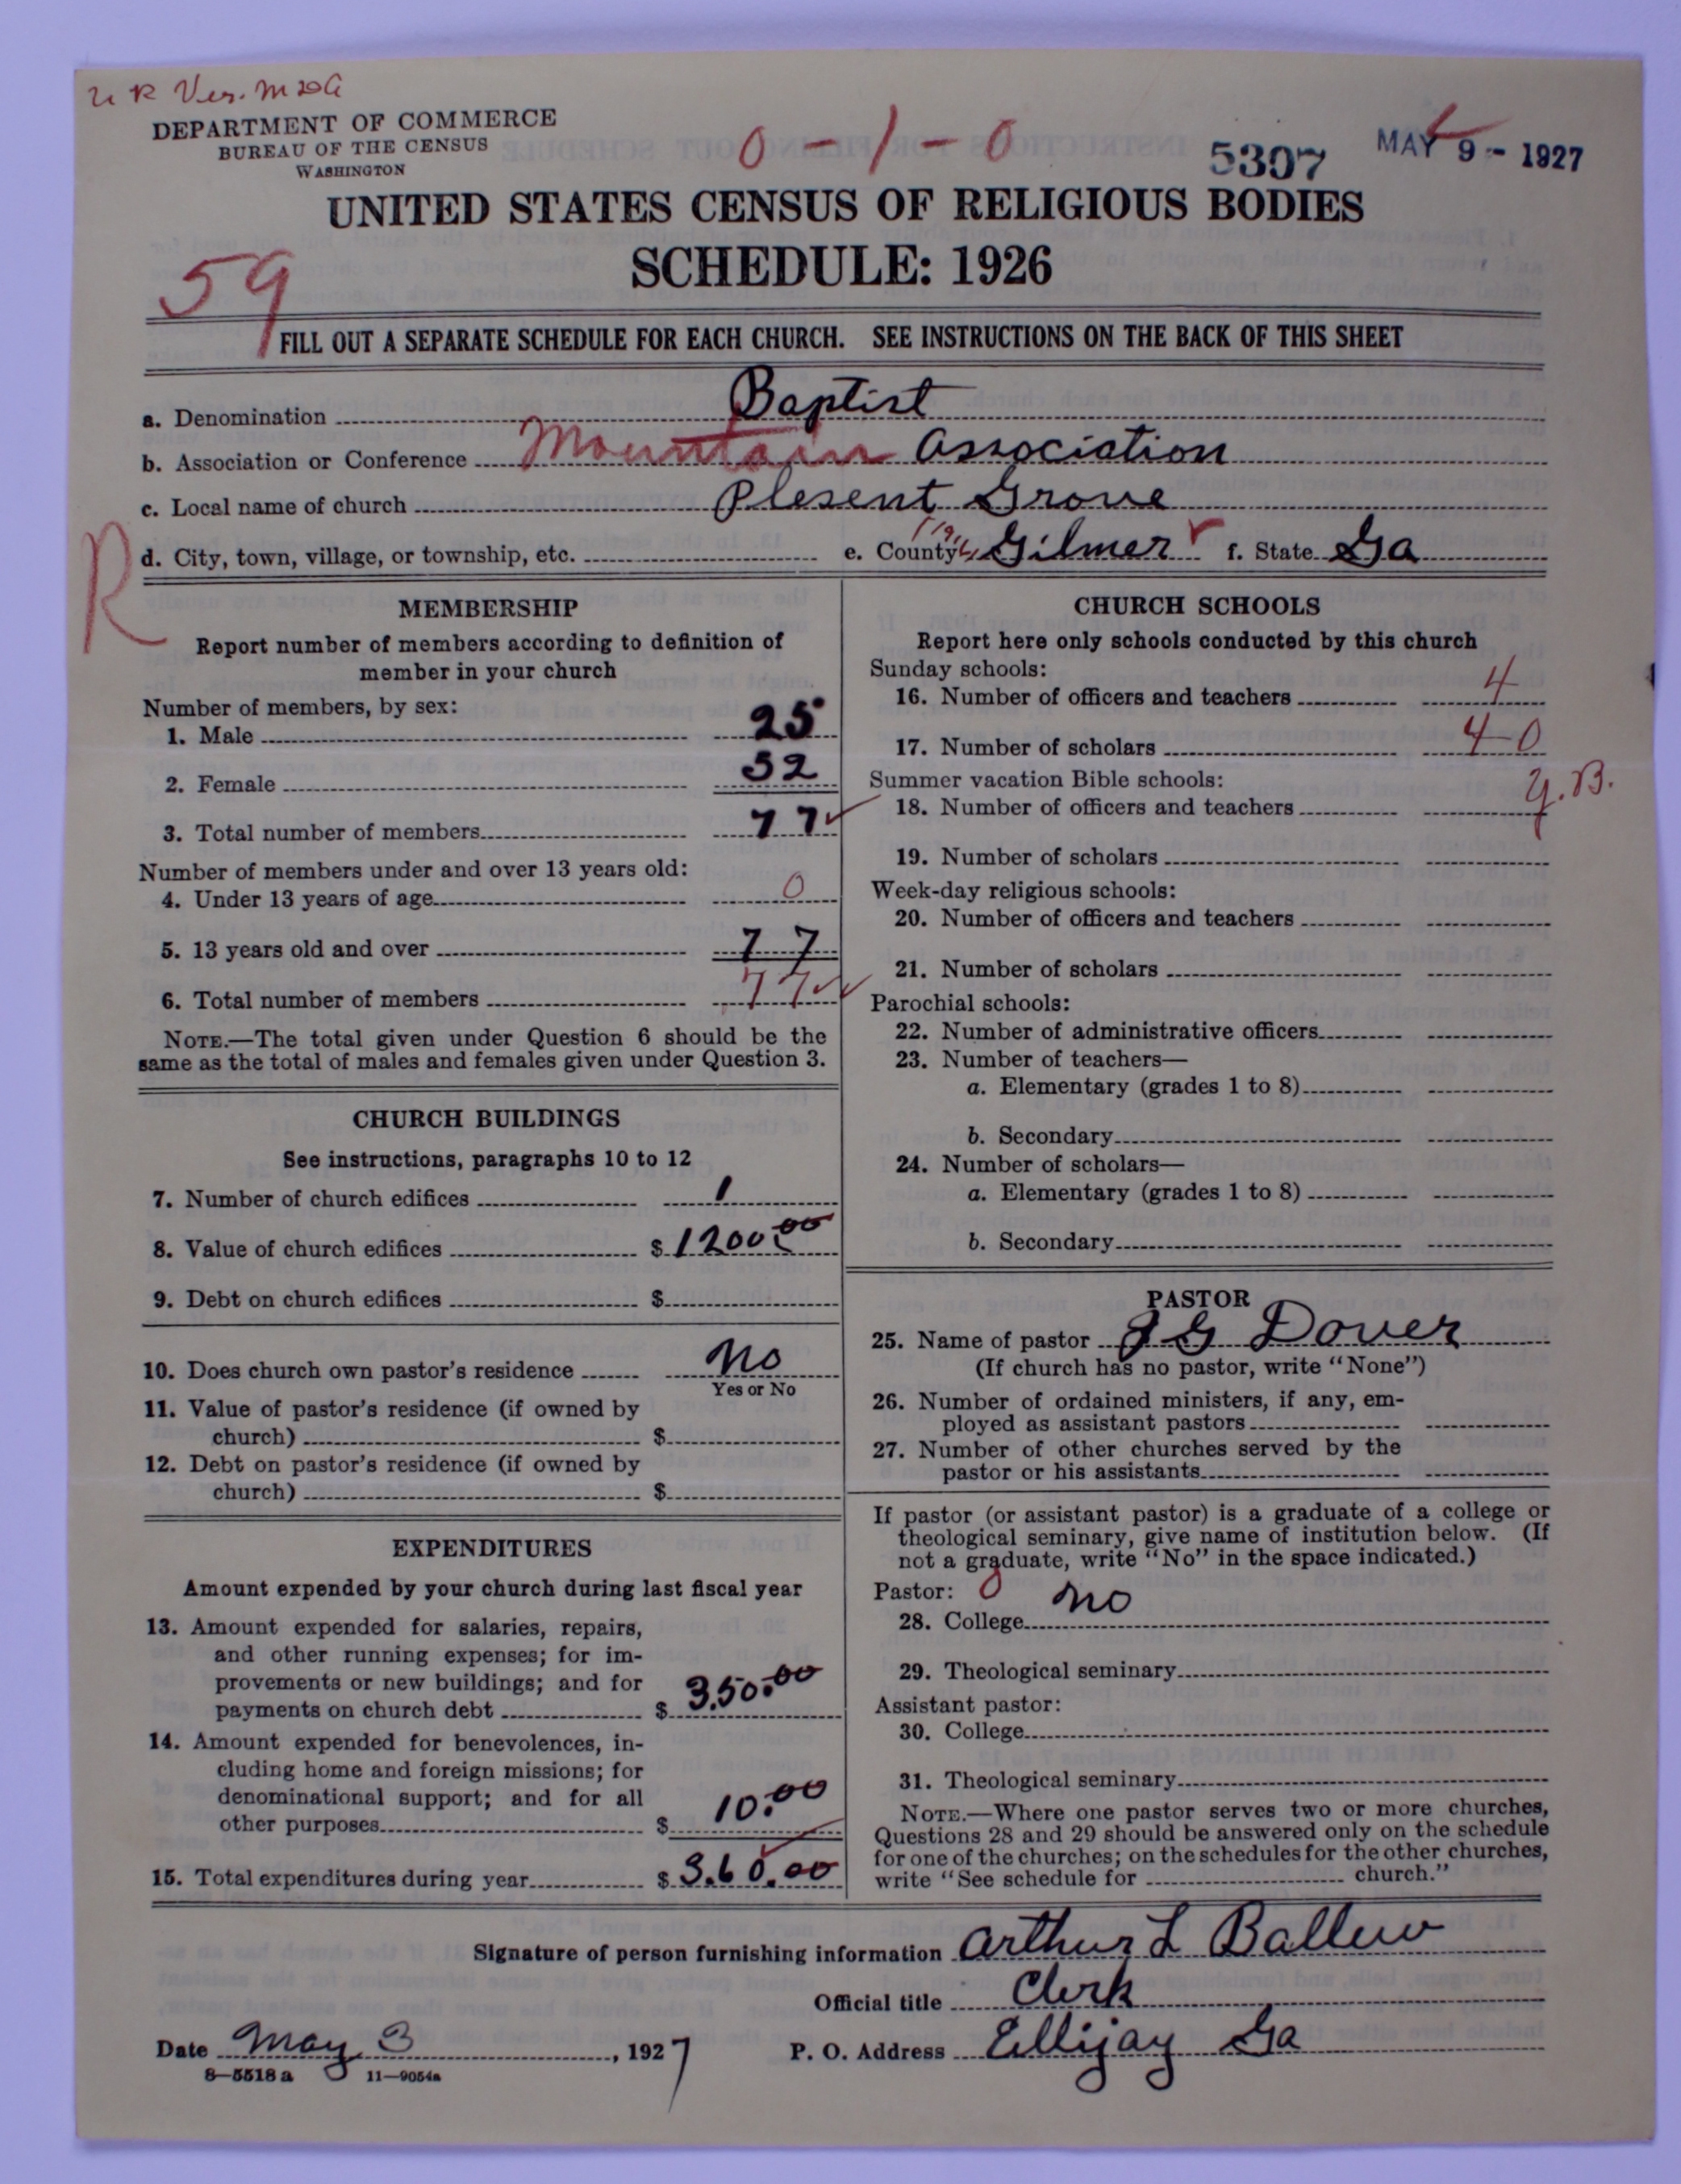 U R Ver. M
DEPARTMENT OF COMMERCE
BUREAU OF THE CENSUS
WASHINGTON
0 - 1 - 0
5307
MAY 9 - 1927
UNITED STATES CENSUS OF RELIGIOUS BODIES
SCHEDULE: 1926
59
FILL OUT A SEPARATE SCHEDULE FOR EACH CHURCH. SEE INSTRUCTIONS ON THE BACK OF THIS SHEET
a. Denomination Baptist
b. Association or Conference Mountain Association
c. Local name of church Plesent Grove
R
d. City, town, village, or township, etc. e. County Gilmer f. State Ga
MEMBERSHIP
Report number of members according to definition of
member in your church
Number of members, by sex:
1. Male 25
2. Female 52
3. Total number of members 77
Number of members under and over 13 years old:
4. Under 13 years of age 0
5. 13 years old and over 77
6. Total number of members 77
NOTE.—The total given under Question 6 should be the
same as the total of males and females given under Question 3.
CHURCH BUILDINGS
See instructions, paragraphs 10 to 12
7. Number of church edifices 1
8. Value of church edifices $ 1200.00
9. Debt on church edifices $
10. Does church own pastor's residence No
Yes or No
11. Value of pastor's residence (if owned by
church) $
12. Debt on pastor's residence (if owned by
church) $
EXPENDITURES
Amount expended by your church during last fiscal year
13. Amount expended for salaries, repairs,
and other running expenses; for im-
provements or new buildings; and for
payments on church debt $ 3.50.00
14. Amount expended for benevolences, in-
cluding home and foreign missions; for
denominational support; and for all
other purposes $ 10.00
15. Total expenditures during year $ 3.60.00
CHURCH SCHOOLS
Report here only schools conducted by this church
Sunday schools:
16. Number of officers and teachers 4
17. Number of scholars 40
Summer vacation Bible schools:
Y.B.
18. Number of officers and teachers
19. Number of scholars
Week-day religious schools:
20. Number of officers and teachers
21. Number of scholars
Parochial schools:
22. Number of administrative officers
23. Number of teachers—
a. Elementary (grades 1 to 8)
b. Secondary
24. Number of scholars—
a. Elementary (grades 1 to 8)
b. Secondary
PASTOR
25. Name of pastor J G Dover
(If church has no pastor, write "None")
26. Number of ordained ministers, if any, em-
ployed as assistant pastors
27. Number of other churches served by the
pastor or his assistants
If pastor (or assistant pastor) is a graduate of a college or
theological seminary, give name of institution below. (If
not a graduate, write "No" in the space indicated.)
Pastor: 0
28. College No
29. Theological seminary
Assistant pastor:
30. College
31. Theological seminary
NOTE.—Where one pastor serves two or more churches,
Questions 28 and 29 should be answered only on the schedule
for one of the churches; on the schedules for the other churches,
write "See schedule for church."
Signature of person furnishing information Arthur L Ballew
Official title Clerk
Date May 3, 1927 P. O. Address Ellijay Ga
8—5518 a 11—9054a